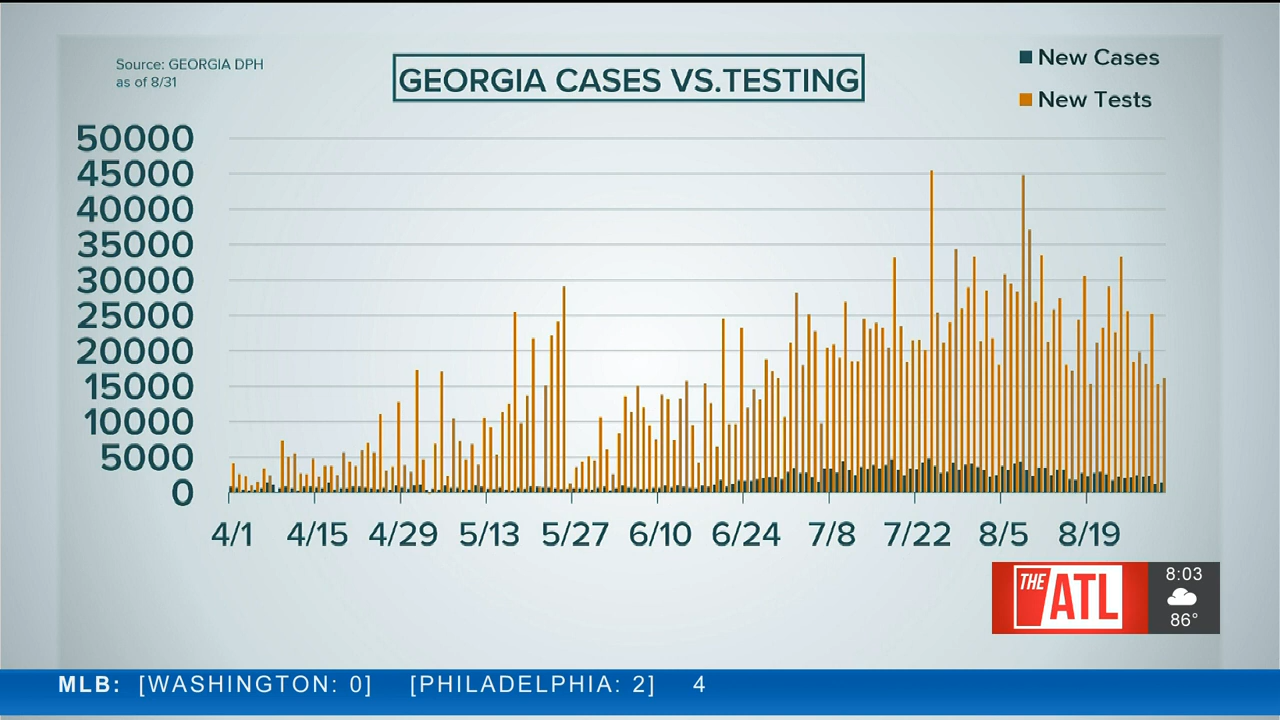 Source: GEORGIA DPH
as of 8/31
GEORGIA CASES VS.TESTING
New Cases
New Tests
50000
45000
40000
35000
30000
25000
20000
15000
10000
5000
0
4/1 4/15 4/29 5/13 5/27 6/10 6/24 7/8 7/22 8/5 8/19
THE ATL
8:03
86°
MLB: [WASHINGTON: 0] [PHILADELPHIA: 2] 4